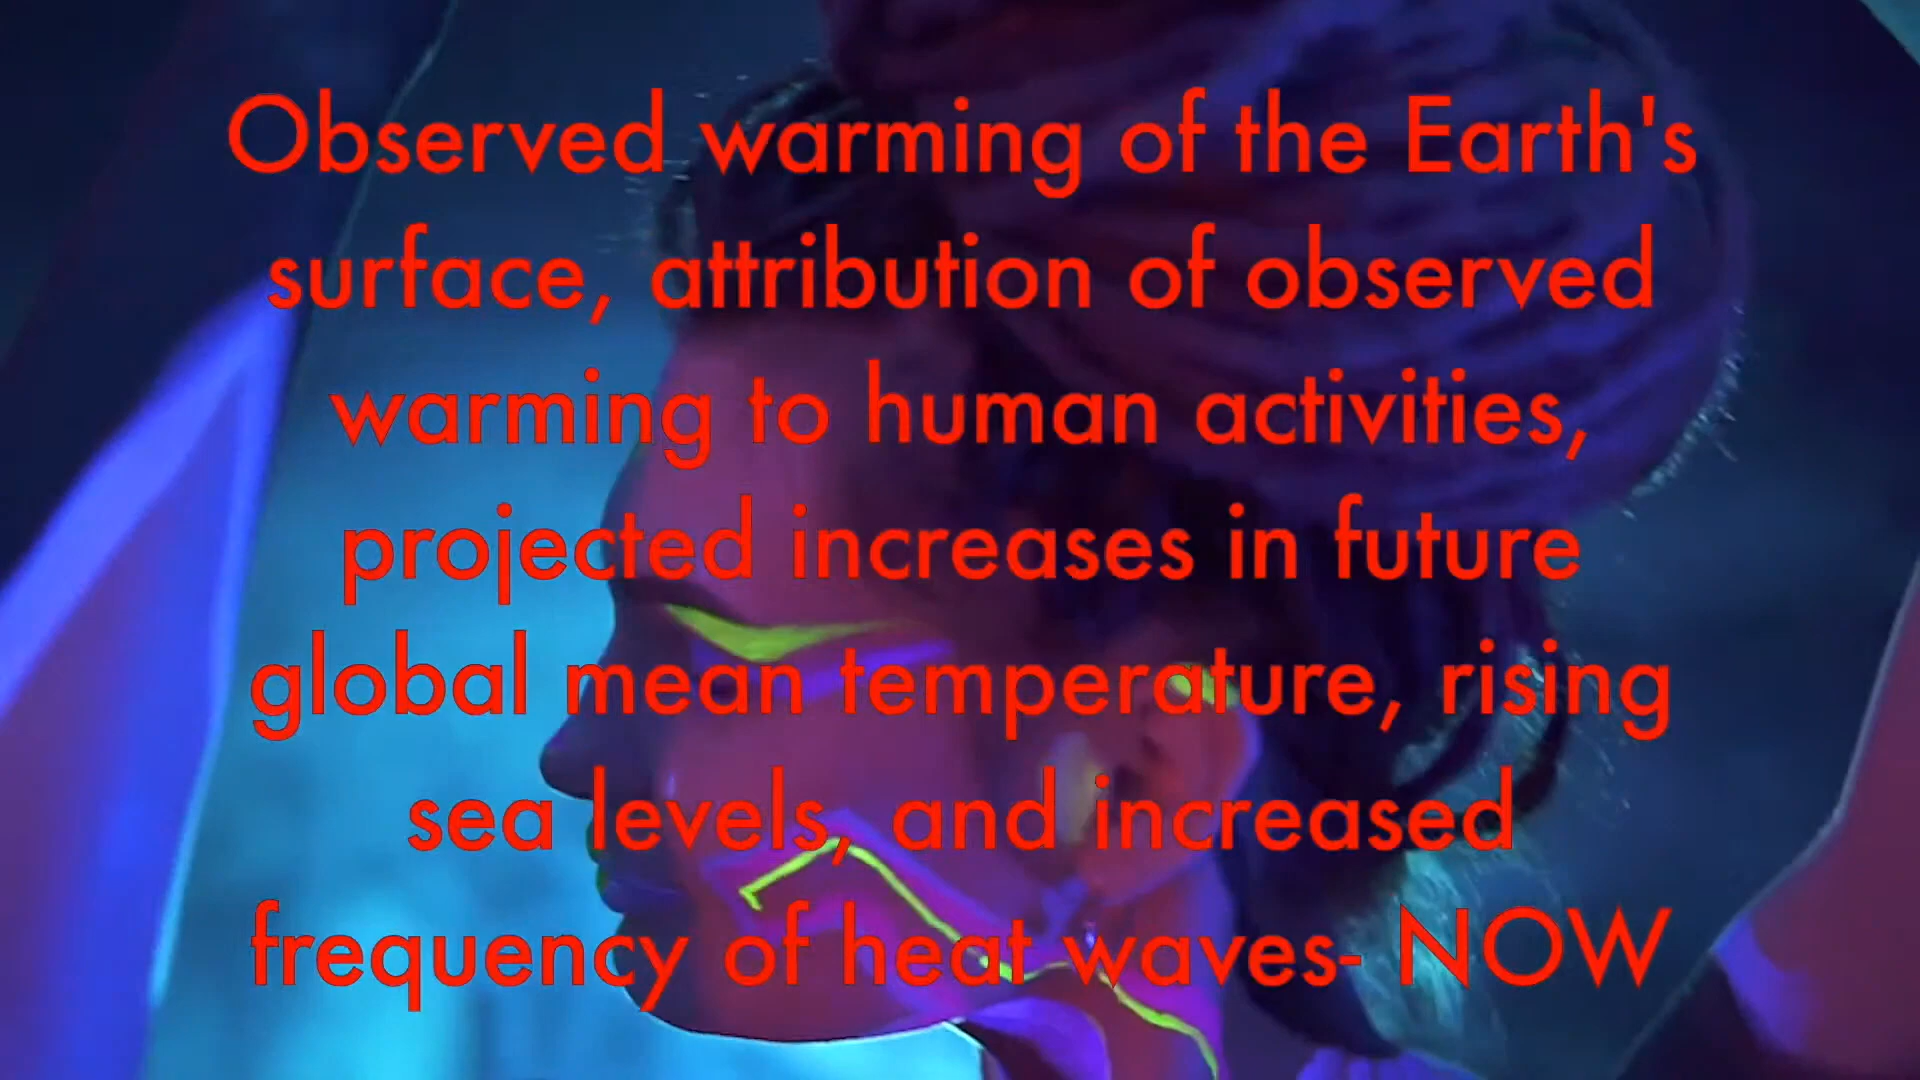 Observed warming of the Earth's
surface, attribution of observed
warming to human activities,
projected increases in future
global mean temperature, rising
sea levels, and increased
frequency of heat waves- NOW